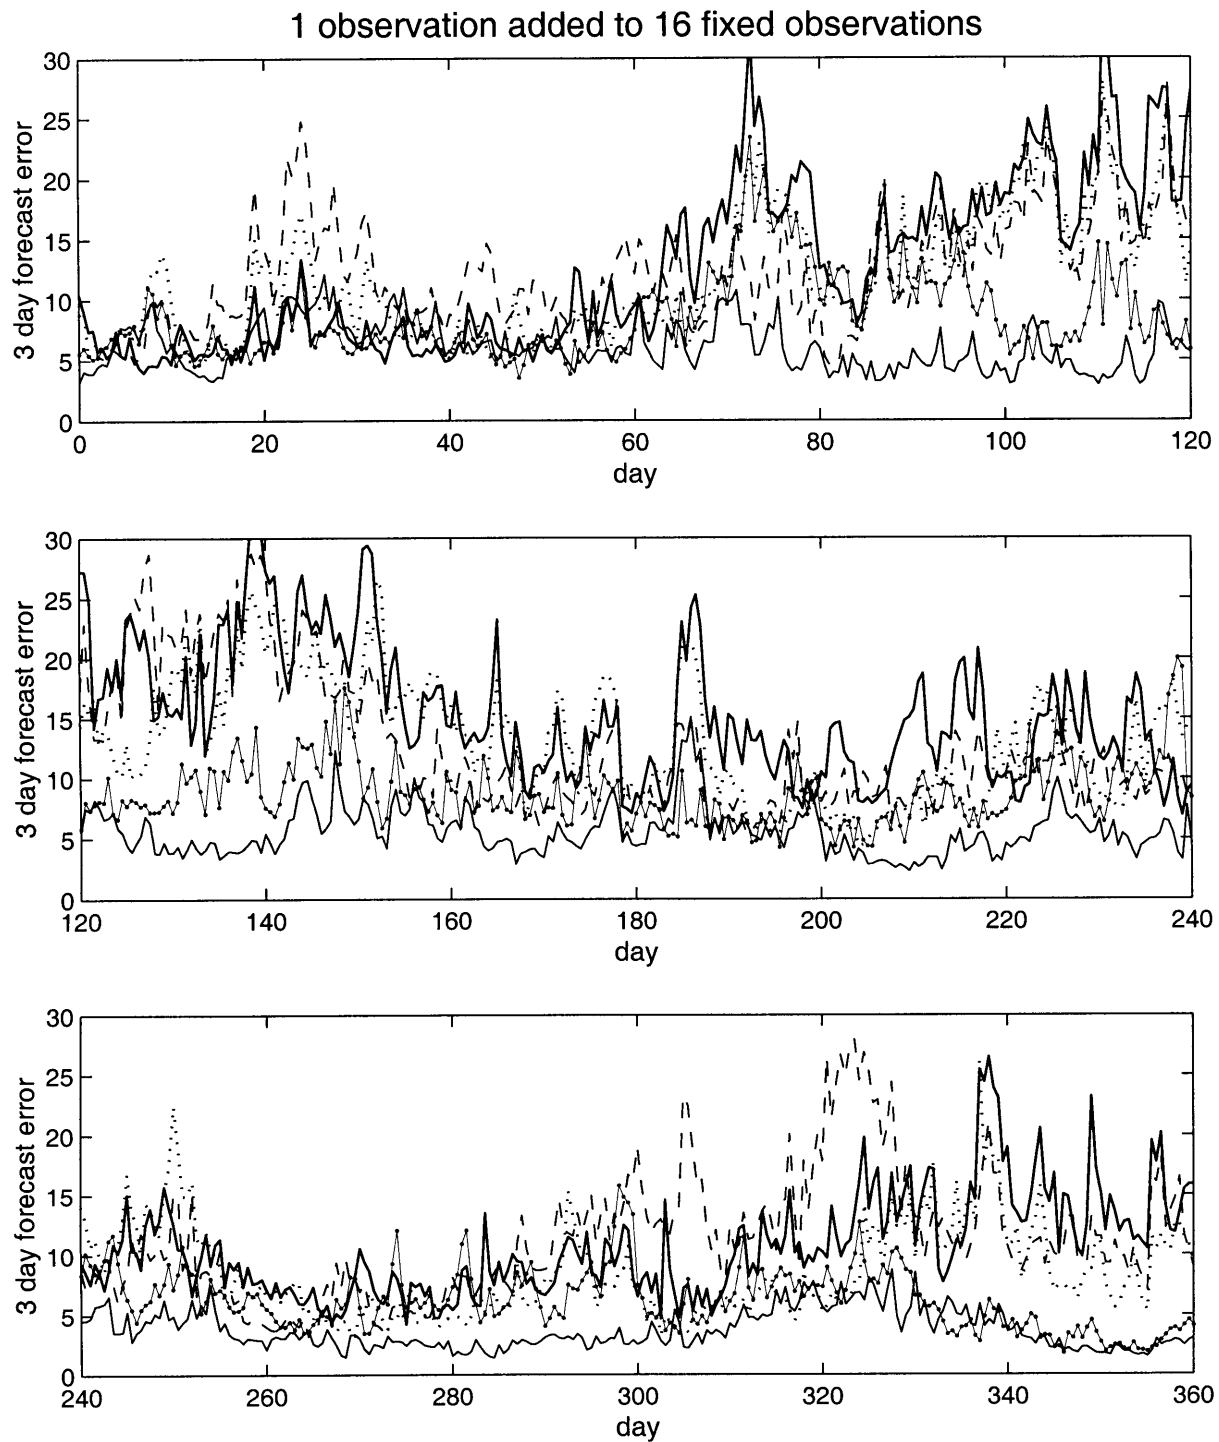 1 observation added to 16 fixed observations
30
25
20
15
10
5
0
3 day forecast error
0 20 40 60 80 100 120
day
30
25
20
15
10
5
0
3 day forecast error
120 140 160 180 200 220 240
day
30
25
20
15
10
5
0
3 day forecast error
240 260 280 300 320 340 360
day